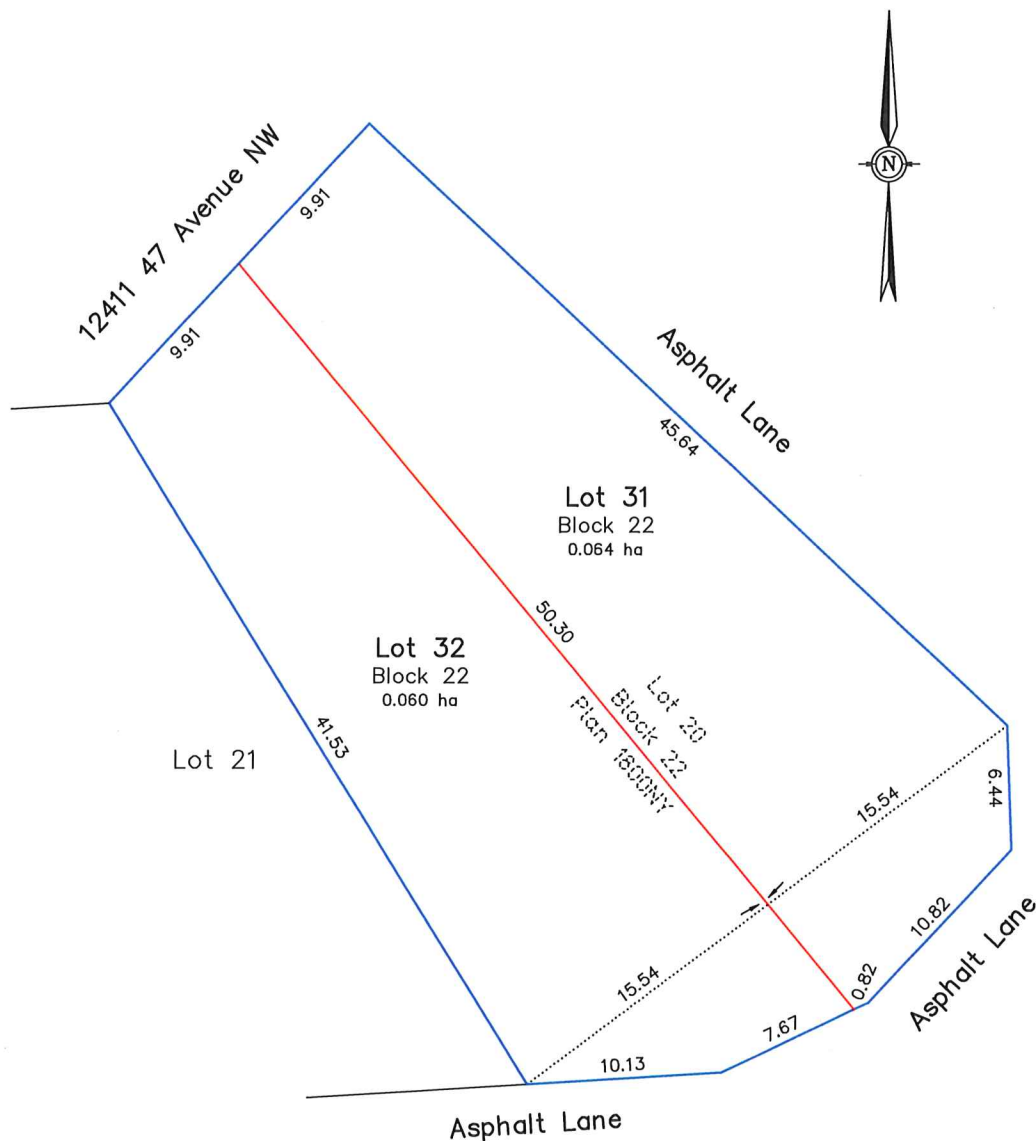 N
12411 47 Avenue NW
9.91
9.91
Asphalt Lane
45.64
Lot 31
Block 22
0.064 ha
50.30
Lot 32
Block 22
0.060 ha
Lot 20
Block 22
Plan 1800NY
41.53
Lot 21
15.54
6.44
15.54
10.82
0.82
Asphalt Lane
7.67
10.13
Asphalt Lane